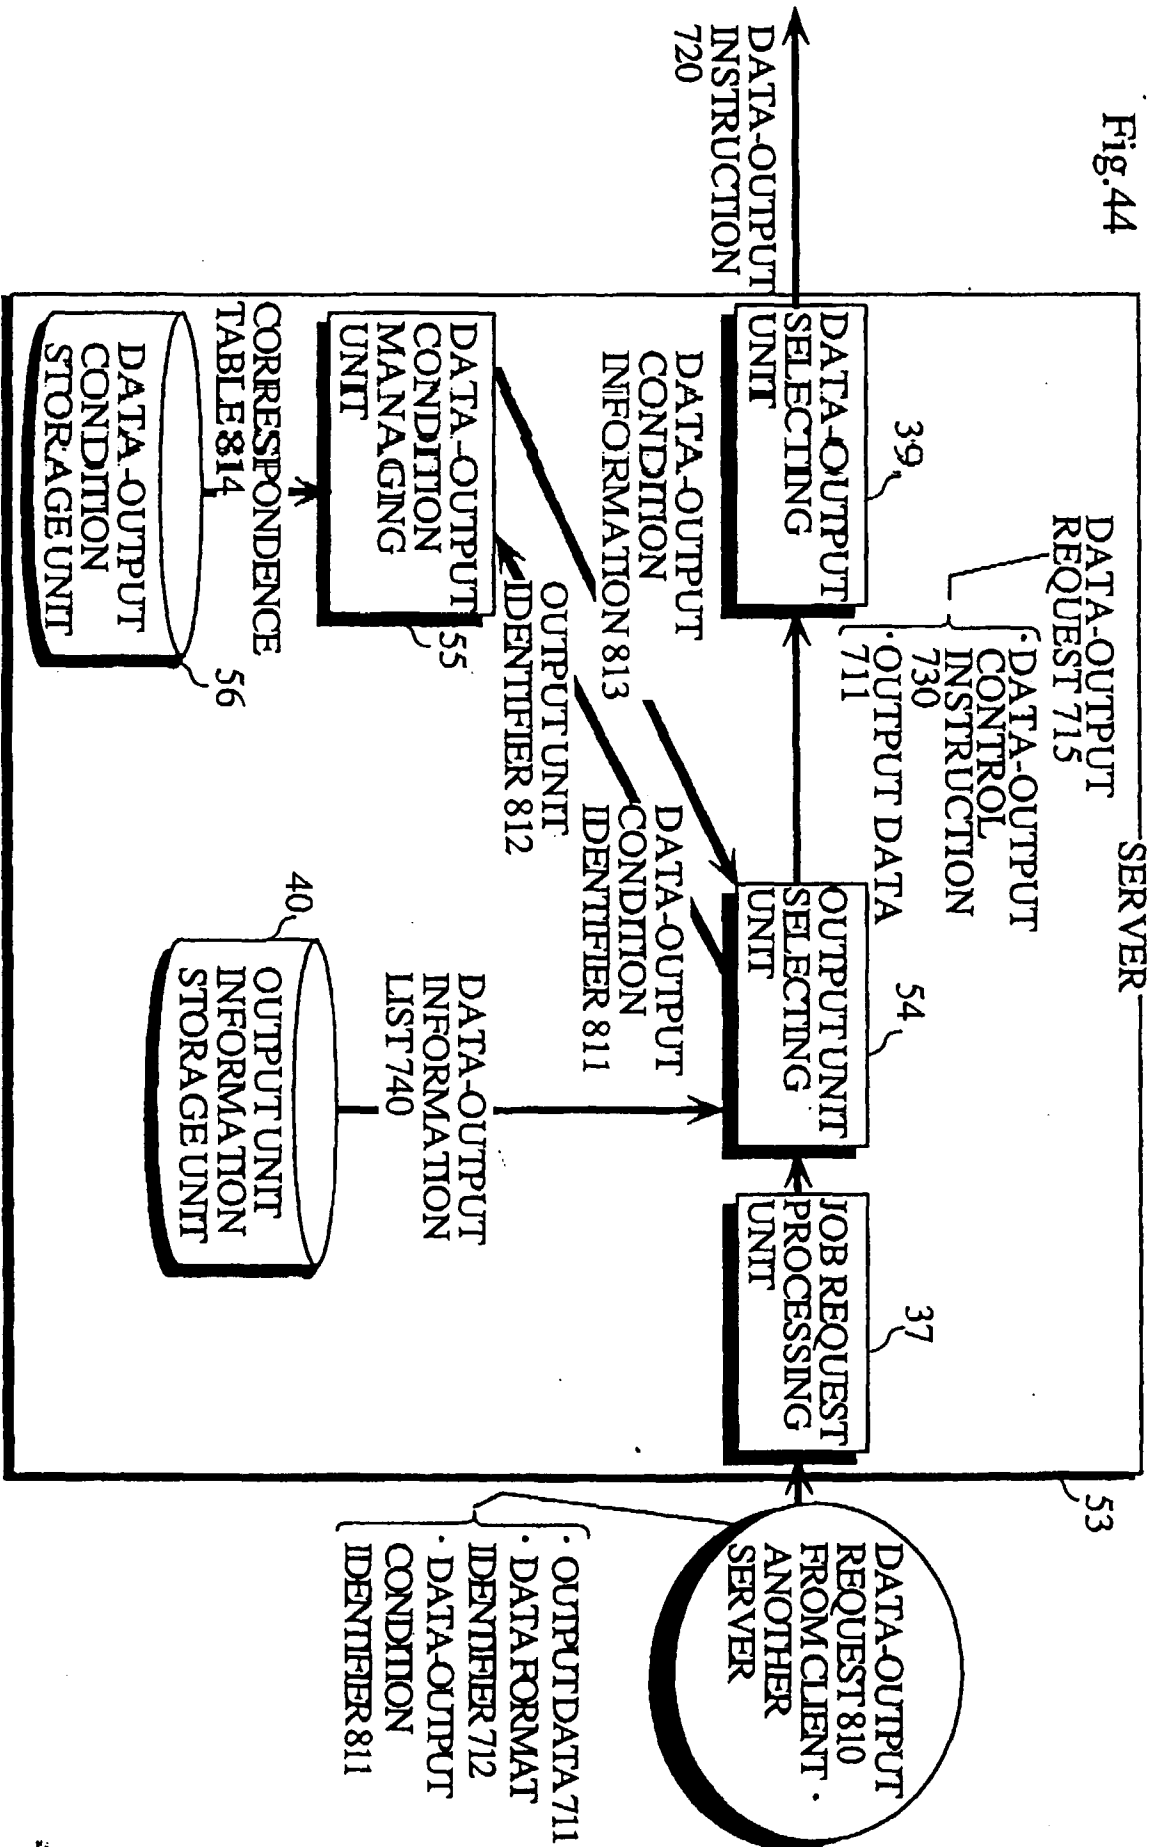 Fig.44
SERVER
53
DATA-OUTPUT
REQUEST 715
· DATA-OUTPUT
CONTROL
INSTRUCTION
730
· OUTPUT DATA
711
DATA-OUTPUT
INSTRUCTION
720
39
DATA-OUTPUT
SELECTING
UNIT
54
OUTPUT UNIT
SELECTING
UNIT
37
JOB REQUEST
PROCESSING
UNIT
DATA-OUTPUT
REQUEST 810
FROM CLIENT ·
ANOTHER
SERVER
· OUTPUT DATA 711
· DATA FORMAT
IDENTIFIER 712
· DATA-OUTPUT
CONDITION
IDENTIFIER 811
DATA-OUTPUT
CONDITION
INFORMATION 813
DATA-OUTPUT
CONDITION
IDENTIFIER 811
OUTPUT UNIT
IDENTIFIER 812
DATA-OUTPUT
CONDITION
MANAGING
UNIT
55
CORRESPONDENCE
TABLE 814
DATA-OUTPUT
CONDITION
STORAGE UNIT
56
DATA-OUTPUT
INFORMATION
LIST 740
40
OUTPUT UNIT
INFORMATION
STORAGE UNIT